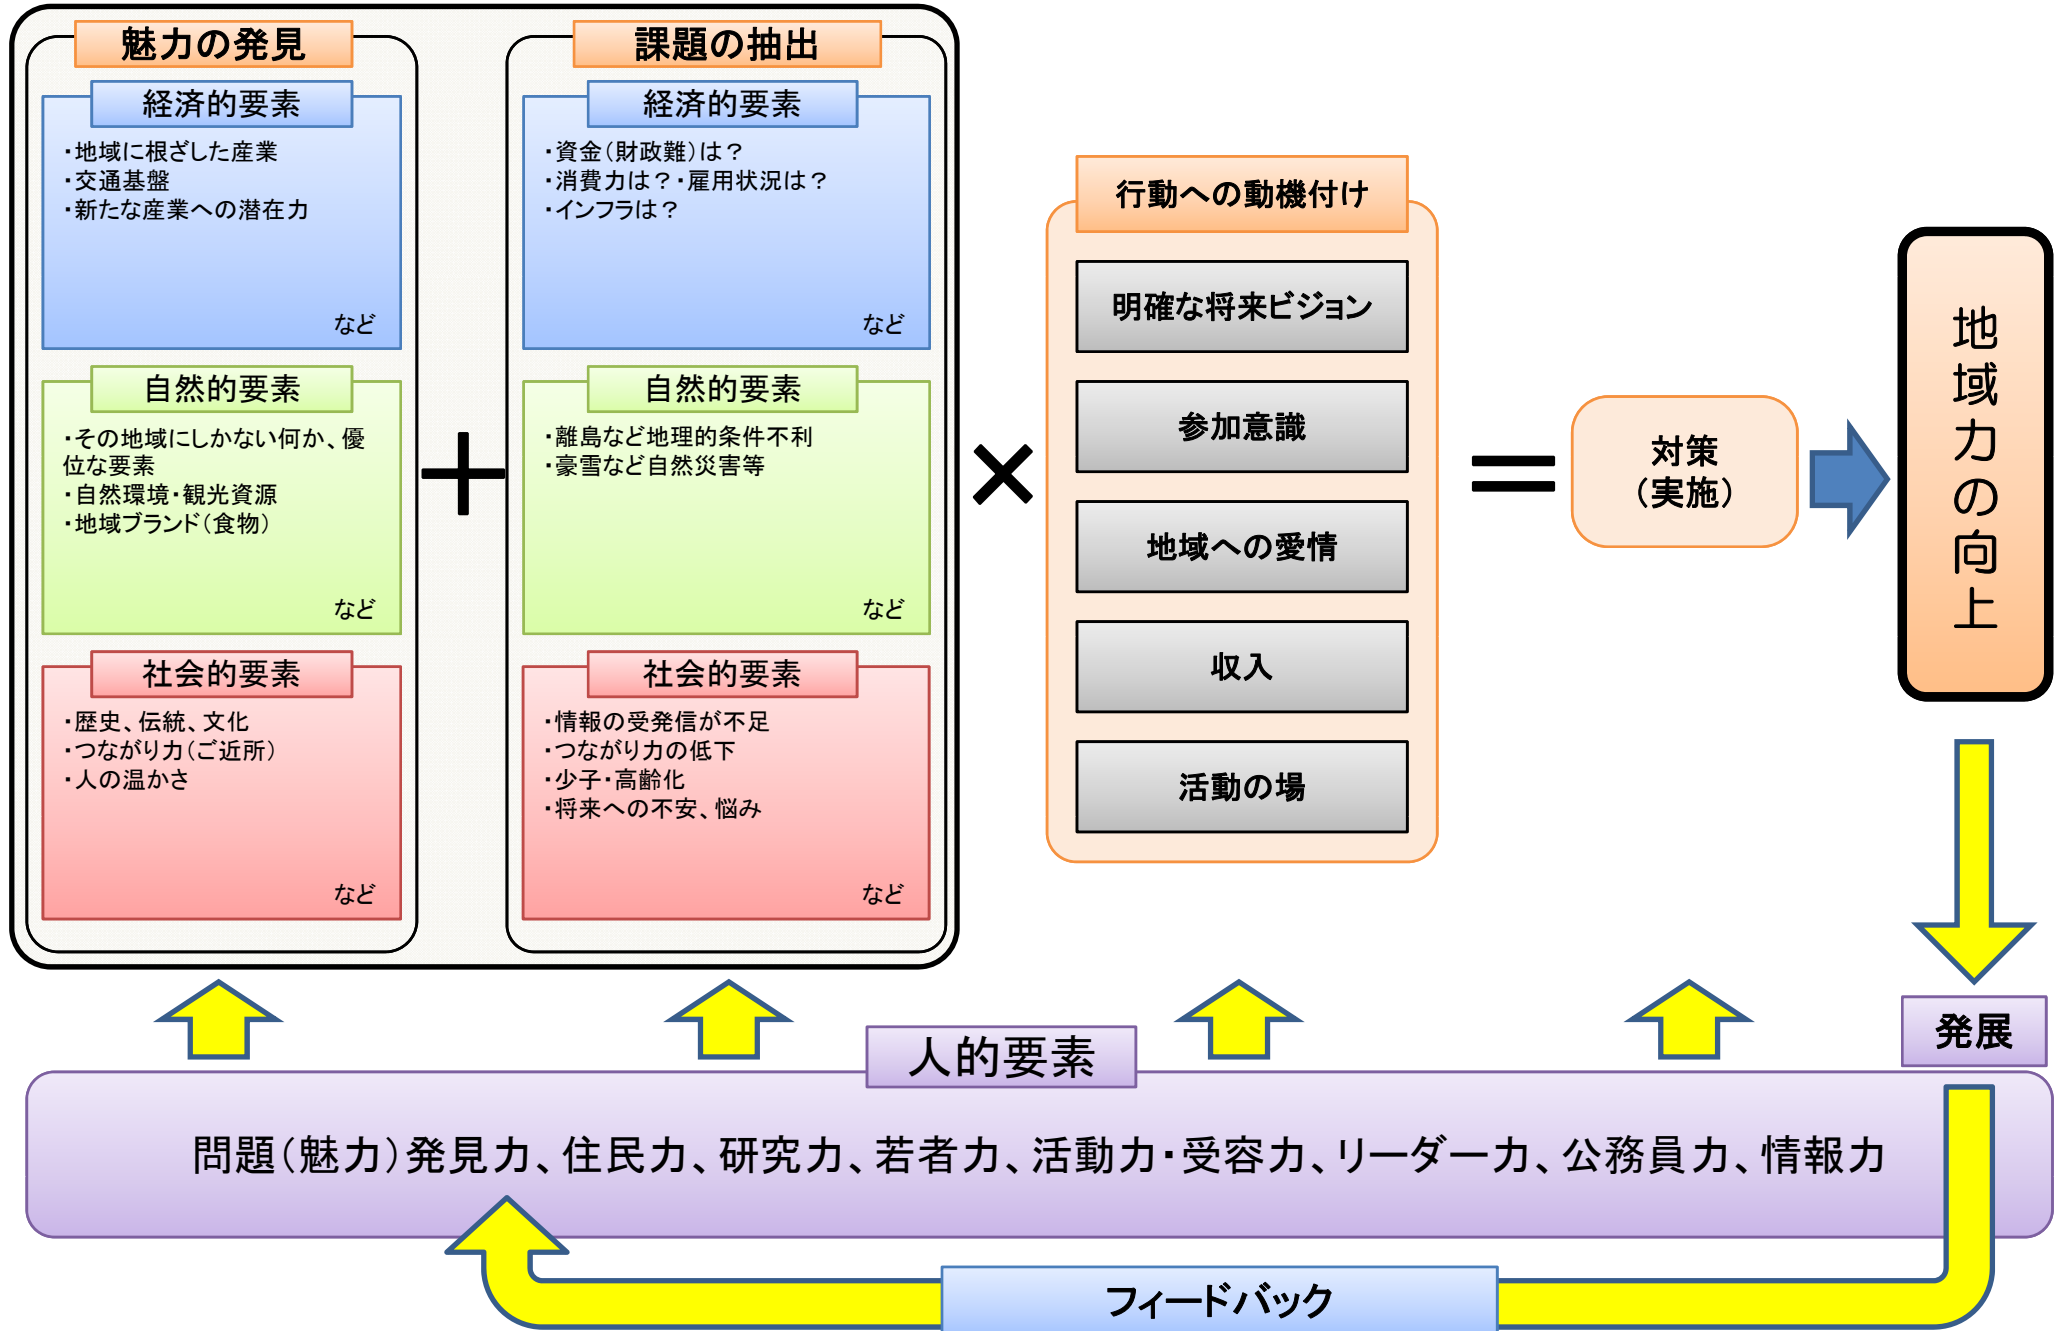 魅力の発見
経済的要素
・地域に根ざした産業
・交通基盤
・新たな産業への潜在力
など
自然的要素
・その地域にしかない何か、優
位な要素
・自然環境・観光資源
・地域ブランド（食物）
など
社会的要素
・歴史、伝統、文化
・つながり力（ご近所）
・人の温かさ
など
＋
課題の抽出
経済的要素
・資金（財政難）は？
・消費力は？・雇用状況は？
・インフラは？
など
自然的要素
・離島など地理的条件不利
・豪雪など自然災害等
など
社会的要素
・情報の受発信が不足
・つながり力の低下
・少子・高齢化
・将来への不安、悩み
など
×
行動への動機付け
明確な将来ビジョン
参加意識
地域への愛情
収入
活動の場
＝
対策
（実施）
地域力の向上
発展
人的要素
問題（魅力）発見力、住民力、研究力、若者力、活動力・受容力、リーダー力、公務員力、情報力
フィードバック